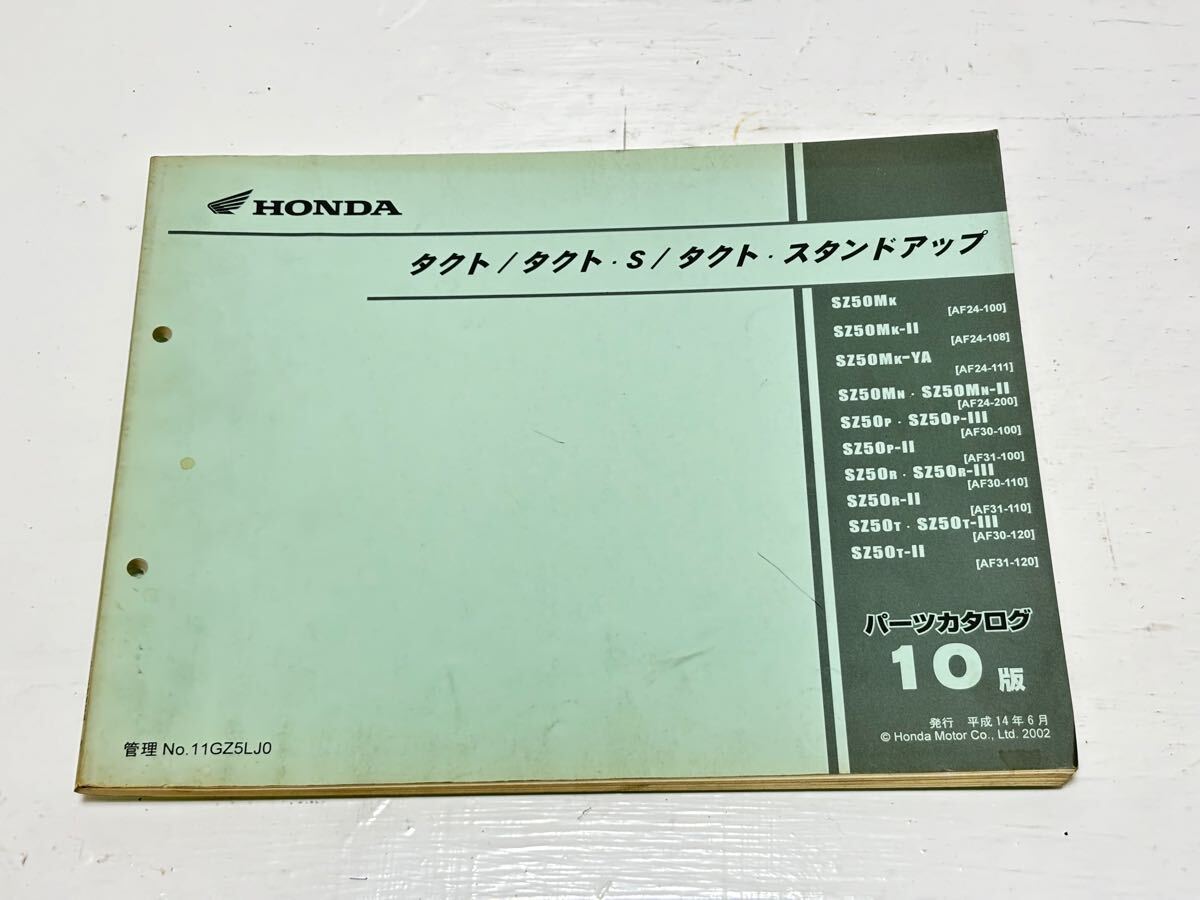 HONDA
タクト / タクト・S / タクト・スタンドアップ
SZ50MK
[AF24-100]
SZ50MK-II
[AF24-108]
SZ50MK-YA
[AF24-111]
SZ50MN・SZ50MN-II
[AF24-200]
SZ50P・SZ50P-III
[AF30-100]
SZ50P-II
[AF31-100]
SZ50R・SZ50R-III
[AF30-110]
SZ50R-II
[AF31-110]
SZ50T・SZ50T-III
[AF30-120]
SZ50T-II
[AF31-120]
パーツカタログ
10版
発行 平成14年6月
© Honda Motor Co., Ltd. 2002
管理 No.11GZ5LJ0